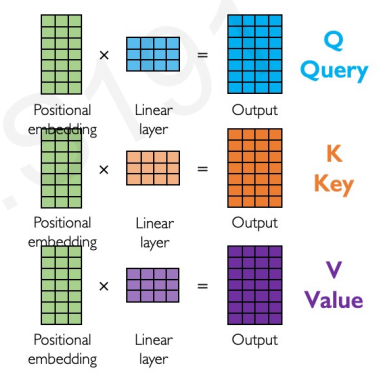 × =
Q
Query
Positional embedding
Linear layer
Output
× =
K
Key
Positional embedding
Linear layer
Output
× =
V
Value
Positional embedding
Linear layer
Output